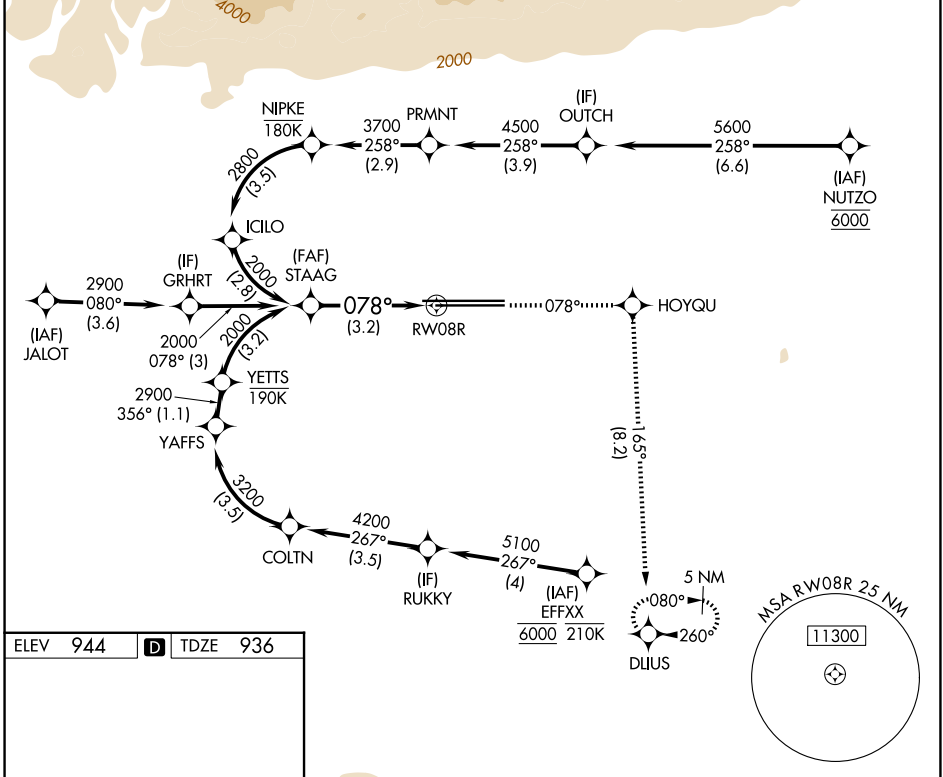 4000
2000
NIPKE
180K
3700
258°
(2.9)
PRMNT
4500
258°
(3.9)
(IF)
OUTCH
5600
258°
(6.6)
(IAF)
NUTZO
6000
2800
(3.5)
ICILO
2000
(2.8)
(FAF)
STAAG
(IF)
GRHRT
2900
080°
(3.6)
(IAF)
JALOT
2000
078° (3)
2000
(3.2)
078°
(3.2)
RW08R
078°
HOYQU
YETTS
190K
2900
356° (1.1)
YAFFS
165°
(8.2)
3200
(3.5)
COLTN
4200
267°
(3.5)
(IF)
RUKKY
5100
267°
(4)
(IAF)
EFFXX
6000 210K
5 NM
080°
260°
DLIUS
MSA RW08R 25 NM
11300
ELEV 944 D TDZE 936